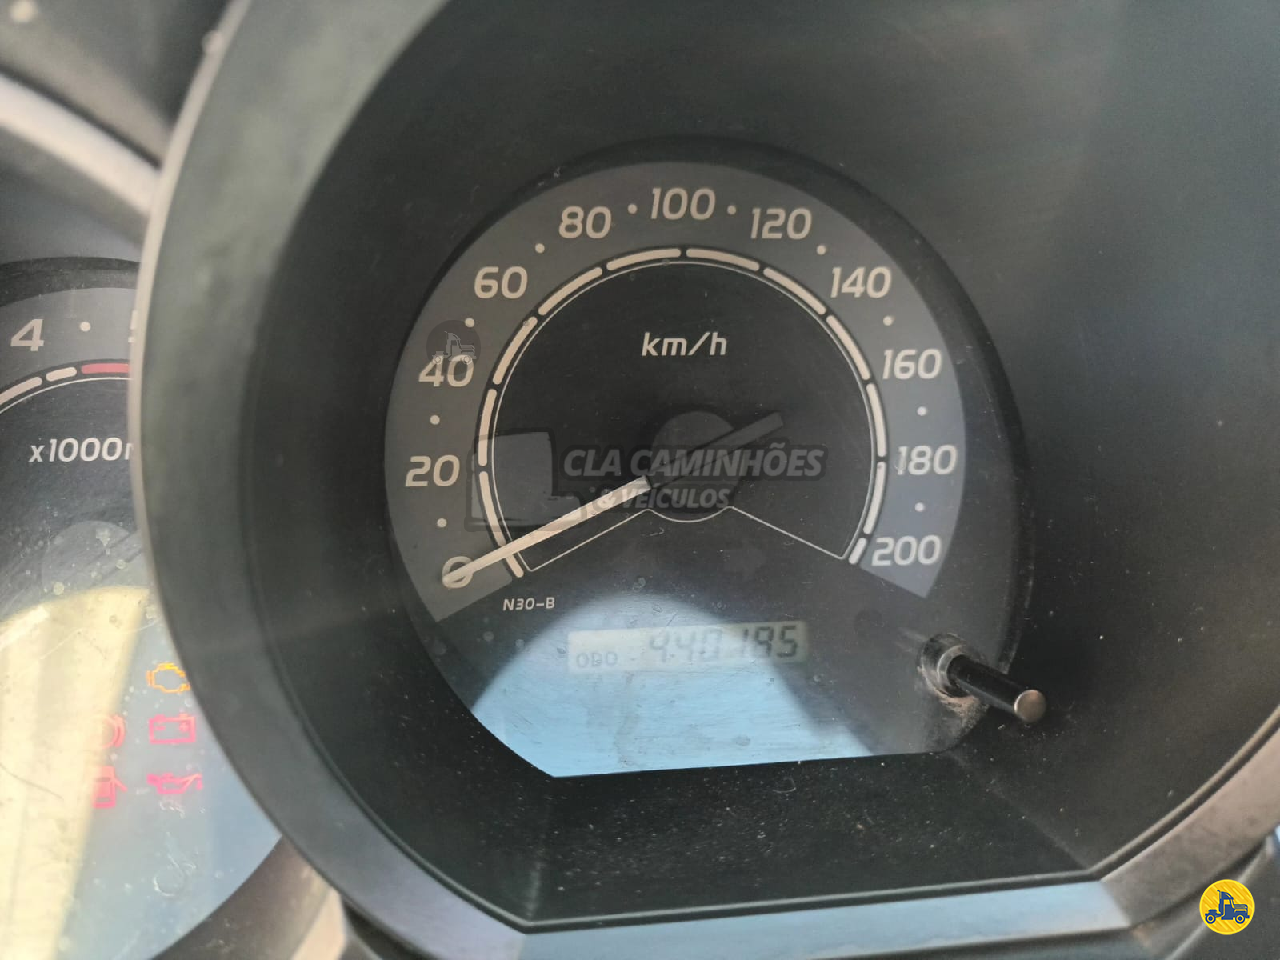 100
80
120
60
140
4
km/h
160
40
x1000r
CLA CAMINHÕES
& VEÍCULOS
20
180
0
200
N30-B
ODO 440185